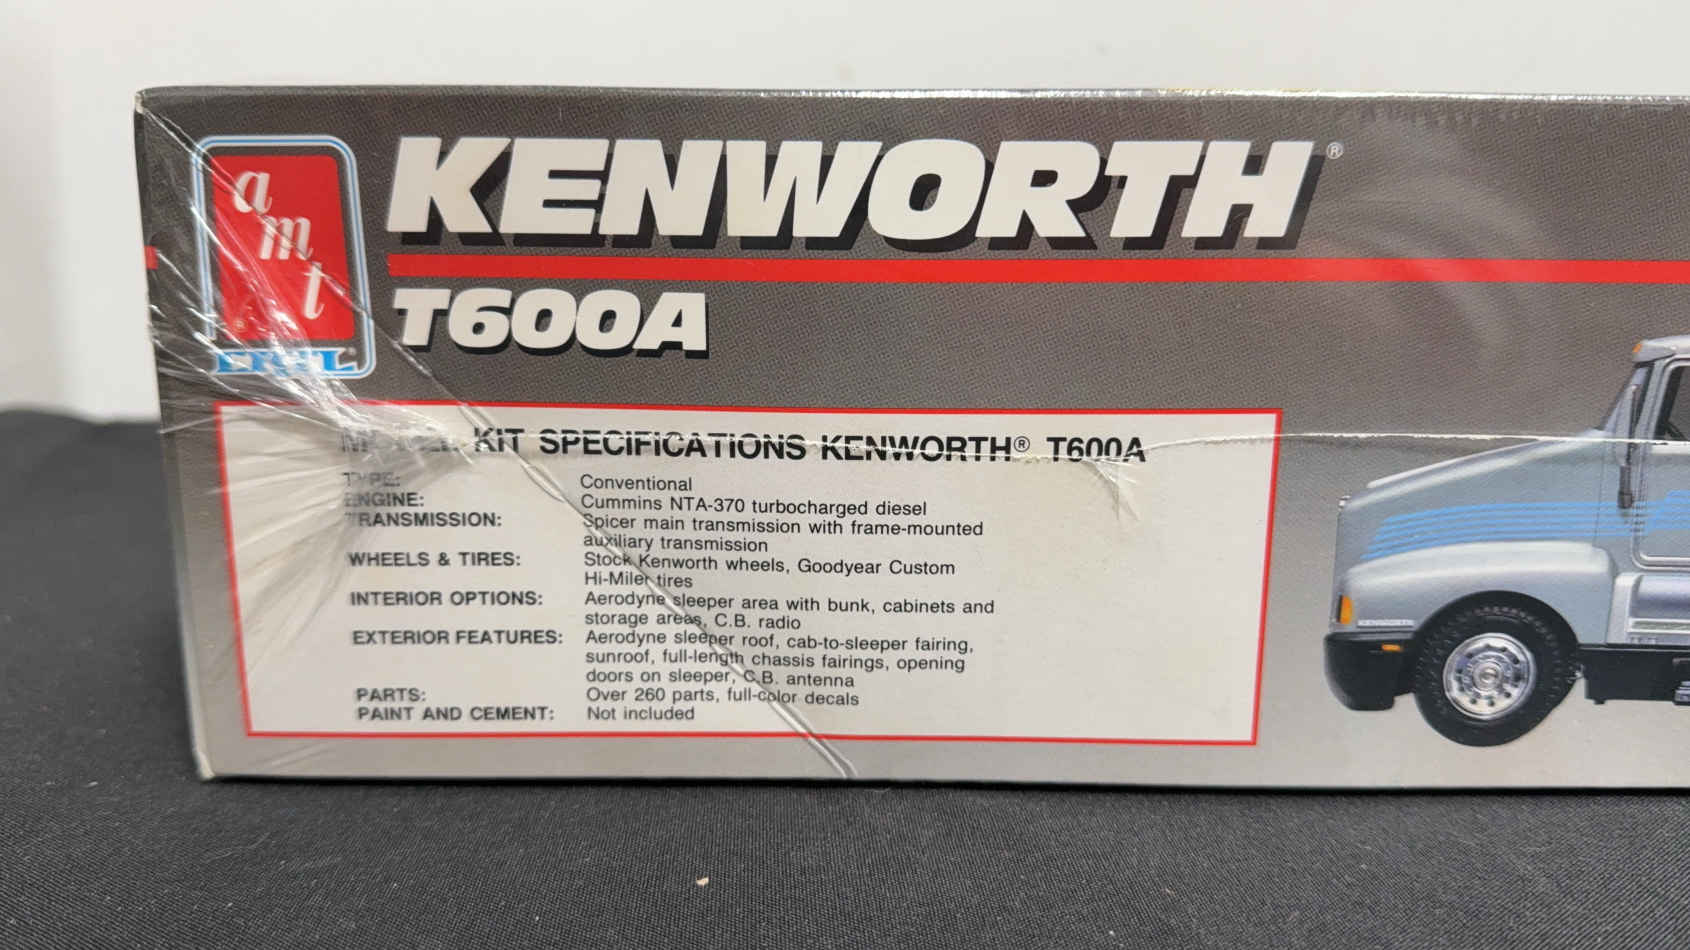 amt
ERTL®
KENWORTH®
T600A
MODEL KIT SPECIFICATIONS KENWORTH® T600A
TYPE: Conventional
ENGINE: Cummins NTA-370 turbocharged diesel
TRANSMISSION: Spicer main transmission with frame-mounted
auxiliary transmission
WHEELS & TIRES: Stock Kenworth wheels, Goodyear Custom
Hi-Miler tires
INTERIOR OPTIONS: Aerodyne sleeper area with bunk, cabinets and
storage areas, C.B. radio
EXTERIOR FEATURES: Aerodyne sleeper roof, cab-to-sleeper fairing,
sunroof, full-length chassis fairings, opening
doors on sleeper, C.B. antenna
PARTS: Over 260 parts, full-color decals
PAINT AND CEMENT: Not included
KENWORTH